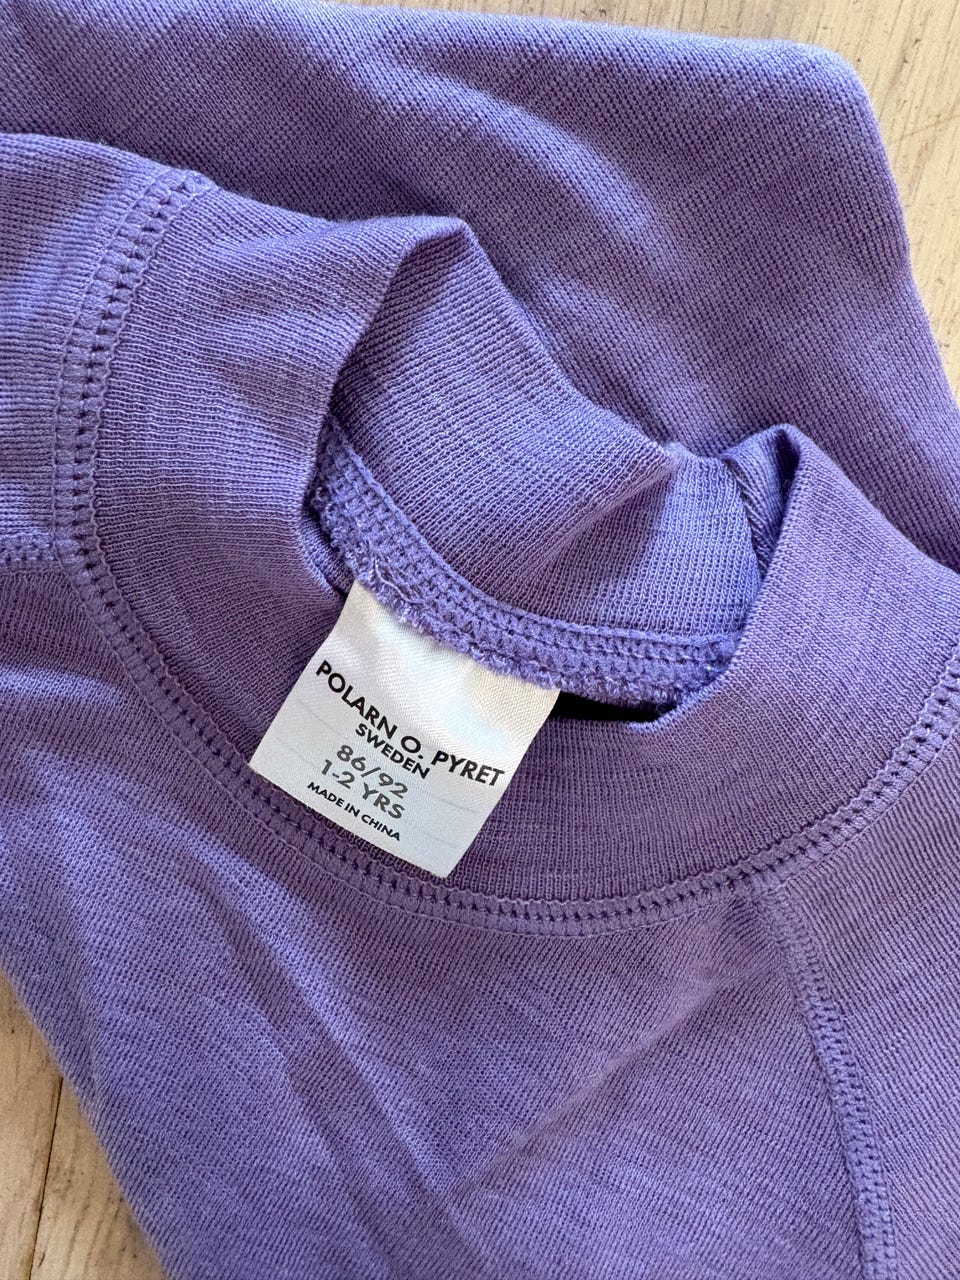 POLARN O. PYRET
SWEDEN
86/92
1-2 YRS
MADE IN CHINA